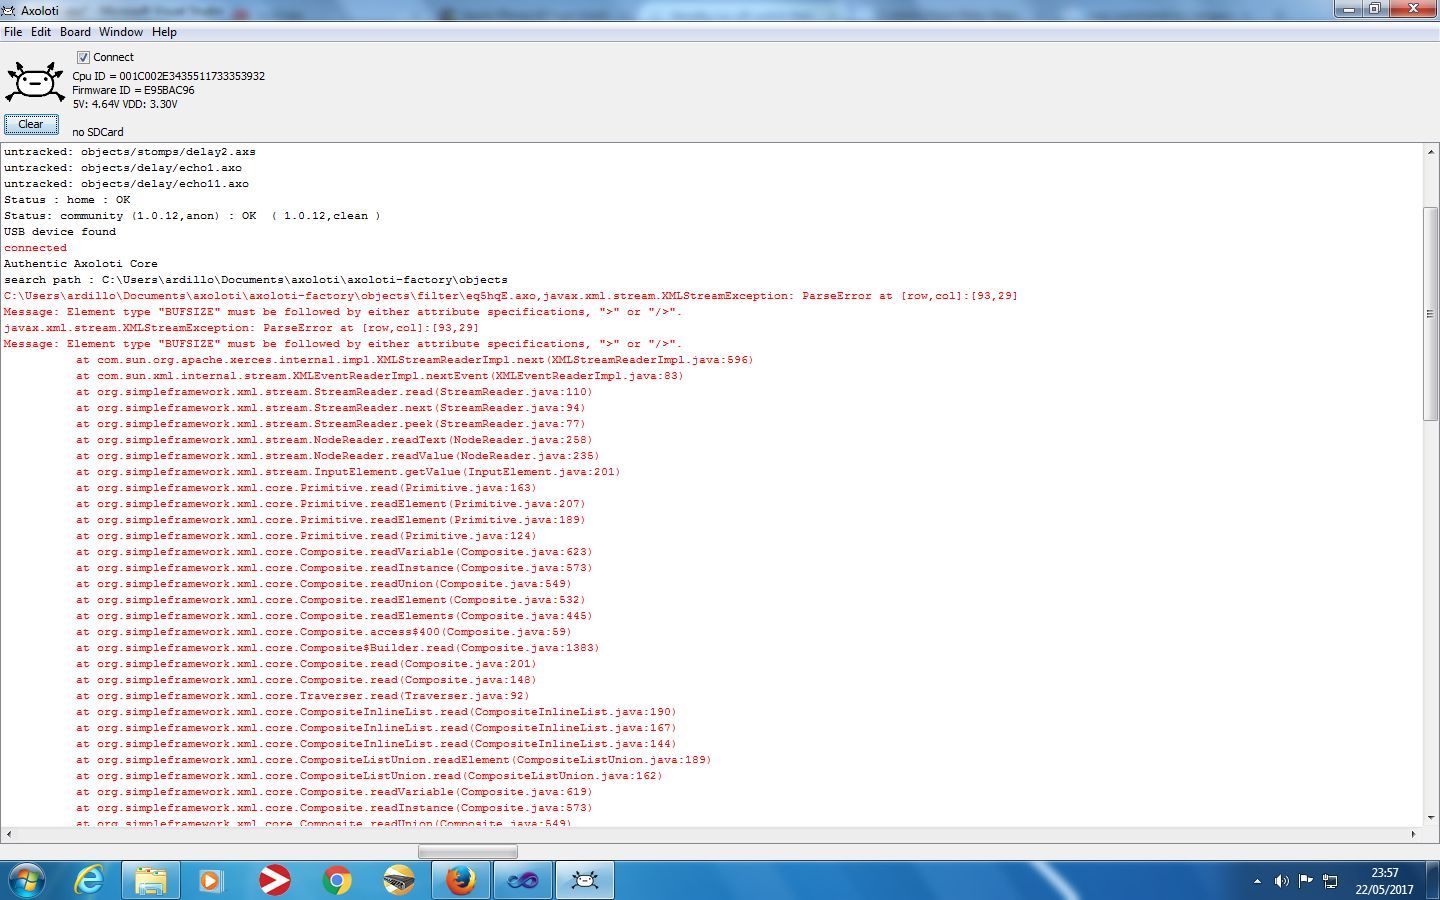 Axoloti
File Edit Board Window Help
Connect
Cpu ID = 001C002E3435511733353932
Firmware ID = E95BAC96
5V: 4.64V VDD: 3.30V
Clear
no SDCard
untracked: objects/stomps/delay2.axs
untracked: objects/delay/echo1.axo
untracked: objects/delay/echo11.axo
Status : home : OK
Status: community (1.0.12,anon) : OK  ( 1.0.12,clean )
USB device found
connected
Authentic Axoloti Core
search path : C:\Users\ardillo\Documents\axoloti\axoloti-factory\objects
C:\Users\ardillo\Documents\axoloti\axoloti-factory\objects\filter\eq5hqE.axo,javax.xml.stream.XMLStreamException: ParseError at [row,col]:[93,29]
Message: Element type "BUFSIZE" must be followed by either attribute specifications, ">" or "/>".
javax.xml.stream.XMLStreamException: ParseError at [row,col]:[93,29]
Message: Element type "BUFSIZE" must be followed by either attribute specifications, ">" or "/>".
at com.sun.org.apache.xerces.internal.impl.XMLStreamReaderImpl.next(XMLStreamReaderImpl.java:596)
at com.sun.xml.internal.stream.XMLEventReaderImpl.nextEvent(XMLEventReaderImpl.java:83)
at org.simpleframework.xml.stream.StreamReader.read(StreamReader.java:110)
at org.simpleframework.xml.stream.StreamReader.next(StreamReader.java:94)
at org.simpleframework.xml.stream.StreamReader.peek(StreamReader.java:77)
at org.simpleframework.xml.stream.NodeReader.readText(NodeReader.java:258)
at org.simpleframework.xml.stream.NodeReader.readValue(NodeReader.java:235)
at org.simpleframework.xml.stream.InputElement.getValue(InputElement.java:201)
at org.simpleframework.xml.core.Primitive.read(Primitive.java:163)
at org.simpleframework.xml.core.Primitive.readElement(Primitive.java:207)
at org.simpleframework.xml.core.Primitive.readElement(Primitive.java:189)
at org.simpleframework.xml.core.Primitive.read(Primitive.java:124)
at org.simpleframework.xml.core.Composite.readVariable(Composite.java:623)
at org.simpleframework.xml.core.Composite.readInstance(Composite.java:573)
at org.simpleframework.xml.core.Composite.readUnion(Composite.java:549)
at org.simpleframework.xml.core.Composite.readElement(Composite.java:532)
at org.simpleframework.xml.core.Composite.readElements(Composite.java:445)
at org.simpleframework.xml.core.Composite.access$400(Composite.java:59)
at org.simpleframework.xml.core.Composite$Builder.read(Composite.java:1383)
at org.simpleframework.xml.core.Composite.read(Composite.java:201)
at org.simpleframework.xml.core.Composite.read(Composite.java:148)
at org.simpleframework.xml.core.Traverser.read(Traverser.java:92)
at org.simpleframework.xml.core.CompositeInlineList.read(CompositeInlineList.java:190)
at org.simpleframework.xml.core.CompositeInlineList.read(CompositeInlineList.java:167)
at org.simpleframework.xml.core.CompositeInlineList.read(CompositeInlineList.java:144)
at org.simpleframework.xml.core.CompositeListUnion.readElement(CompositeListUnion.java:189)
at org.simpleframework.xml.core.CompositeListUnion.read(CompositeListUnion.java:162)
at org.simpleframework.xml.core.Composite.readVariable(Composite.java:619)
at org.simpleframework.xml.core.Composite.readInstance(Composite.java:573)
at org.simpleframework.xml.core.Composite.readUnion(Composite.java:549)
23:57
22/05/2017